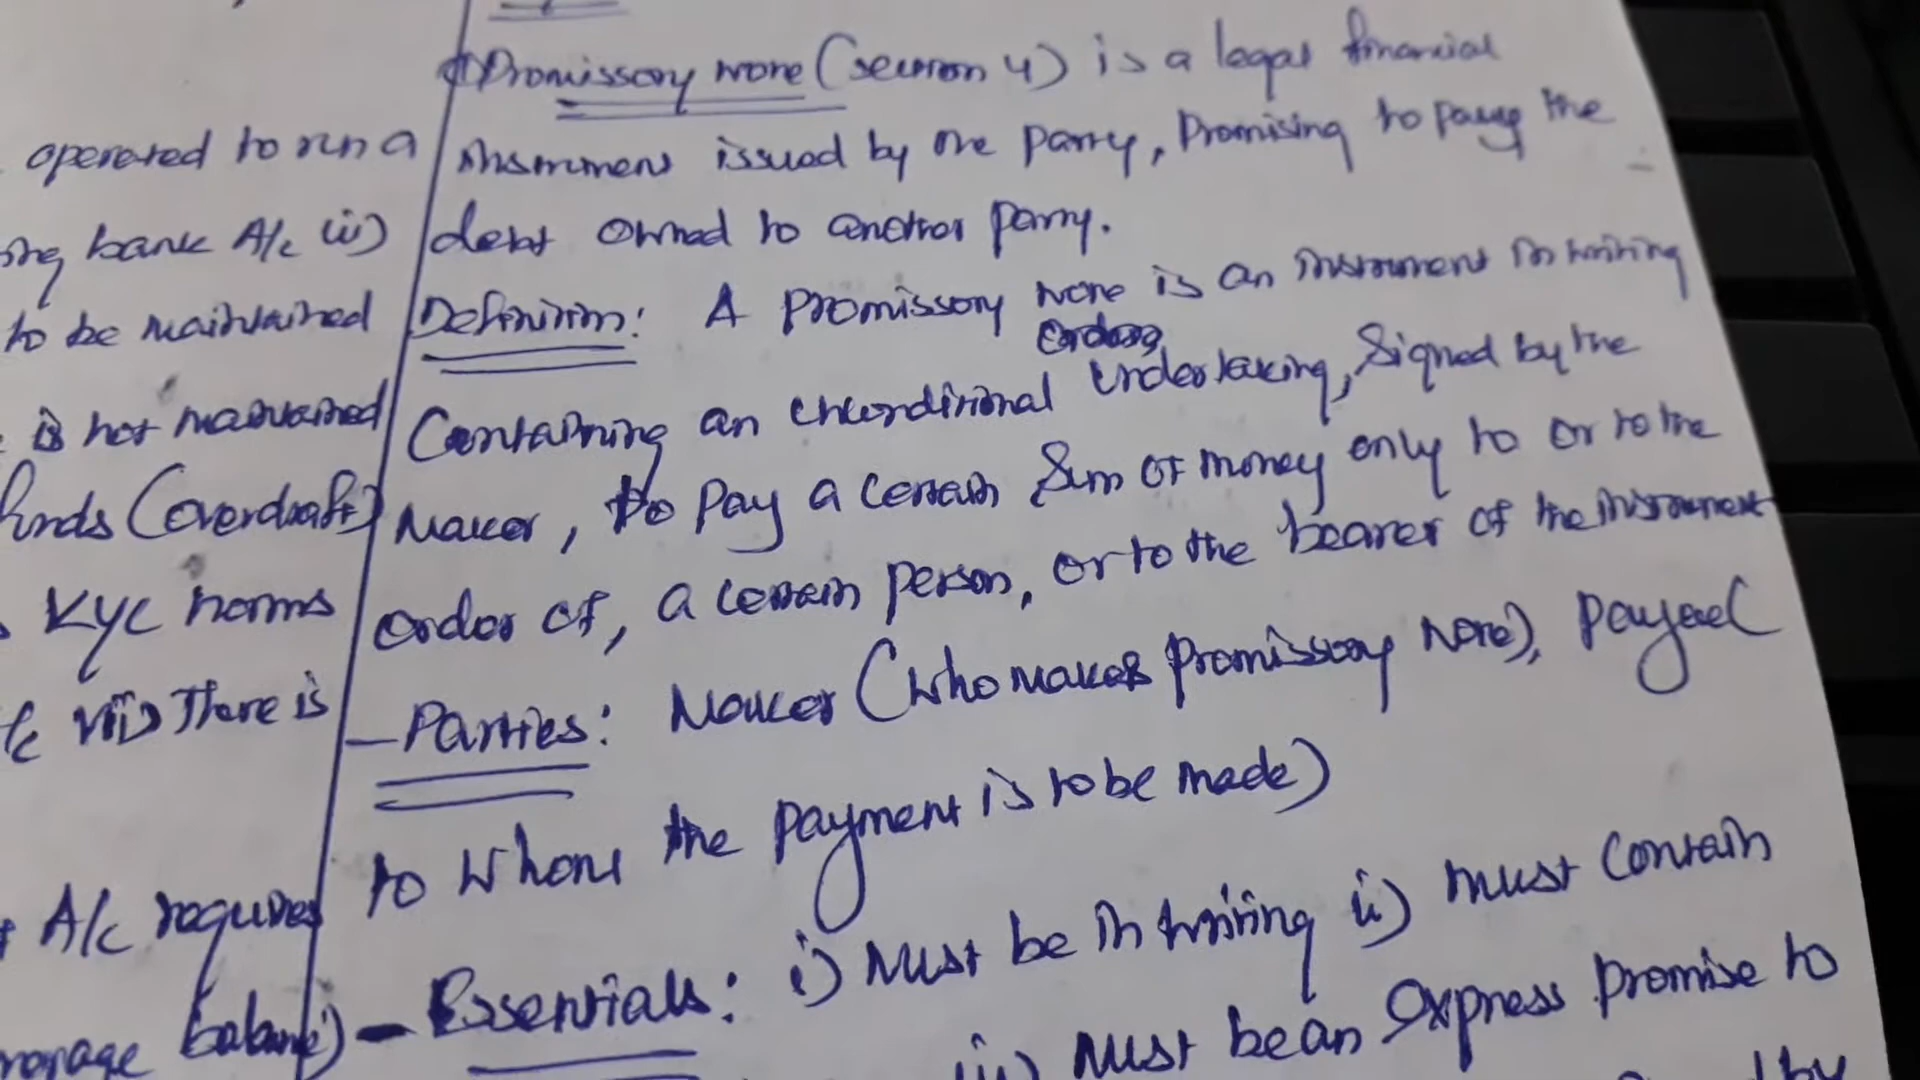 operated to run a
bank A/c iii)
to be maintained
is not maintained
funds (overdraft)
KYC norms
There is
A/c requires
balance)
Promissory Note (section 4) is a legal financial
instrument issued by one party, Promising to pay the
debt owned to another party.
Definition: A Promissory Note is an instrument in writing
Containing an unconditional undertaking, Signed by the
Maker, to pay a certain Sum of money only to or to the
order of, a certain person, or to the bearer of the instrument
– Parties: Maker (who makes promissory Note), Payee (
to whom the payment is to be made)
– Essentials: i) Must be in writing ii) Must Contain
iii) Must be an express promise to
by